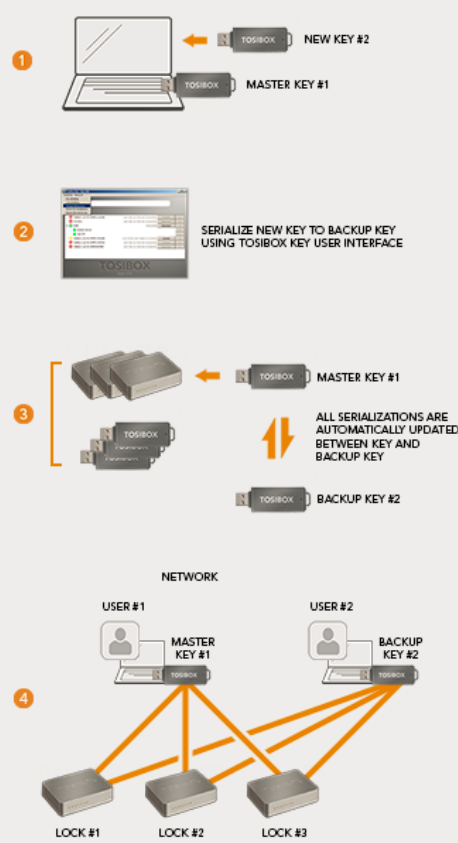 1
TOSIBOX
NEW KEY #2
TOSIBOX
MASTER KEY #1
2
SERIALIZE NEW KEY TO BACKUP KEY
USING TOSIBOX KEY USER INTERFACE
TOSIBOX
3
TOSIBOX
MASTER KEY #1
TOSIBOX
ALL SERIALIZATIONS ARE
AUTOMATICALLY UPDATED
BETWEEN KEY AND
BACKUP KEY
TOSIBOX
BACKUP KEY #2
NETWORK
USER #1
USER #2
MASTER
KEY #1
BACKUP
KEY #2
TOSIBOX
TOSIBOX
4
LOCK #1
LOCK #2
LOCK #3